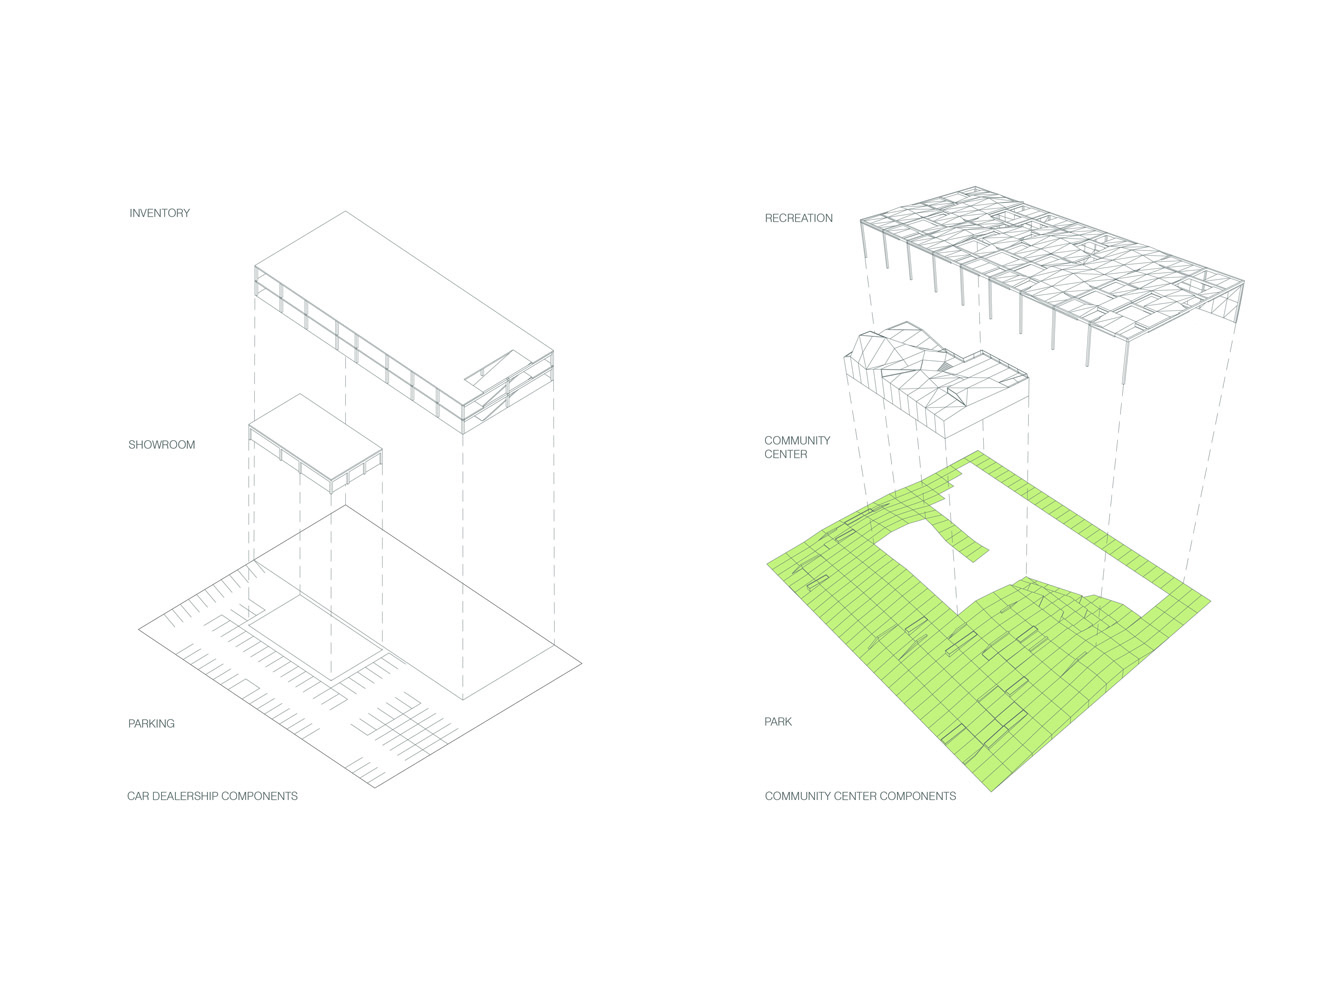 INVENTORY
SHOWROOM
PARKING
CAR DEALERSHIP COMPONENTS
RECREATION
COMMUNITY
CENTER
PARK
COMMUNITY CENTER COMPONENTS